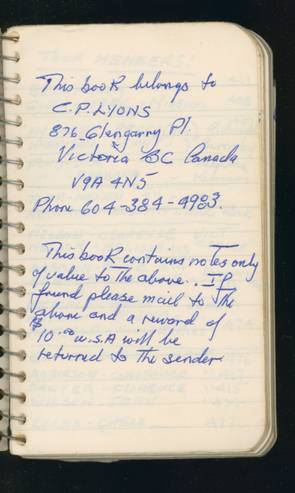 This book belongs to
C.P. LYONS
876 Glengarry Pl.
Victoria BC Canada
V9A 4N5
Phone 604-384-4983.
This book contains notes only
of value to the above.. If
found please mail to the
above and a reward of
$10.00 U.S.A will be
returned to the sender